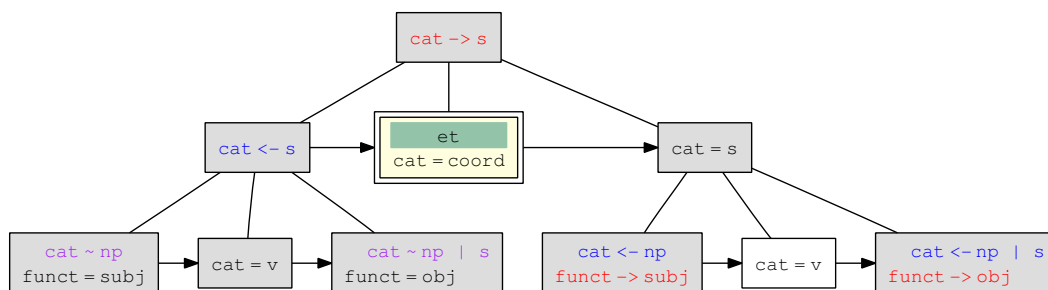 cat -> s
cat <- s
et
cat = coord
cat = s
cat ~ np
funct = subj
cat = v
cat ~ np | s
funct = obj
cat <- np
funct -> subj
cat = v
cat <- np | s
funct -> obj